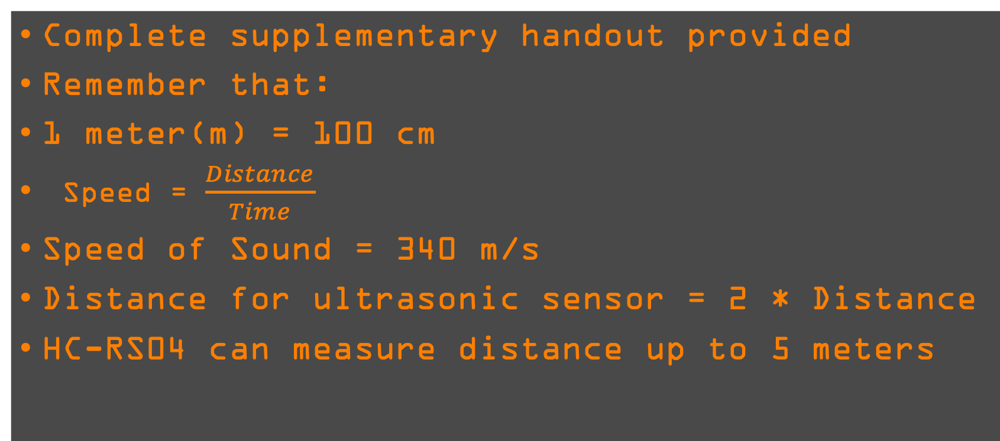 • Complete supplementary handout provided
• Remember that:
• 1 meter(m) = 100 cm
• Speed = Distance / Time
• Speed of Sound = 340 m/s
• Distance for ultrasonic sensor = 2 * Distance
• HC-RS04 can measure distance up to 5 meters